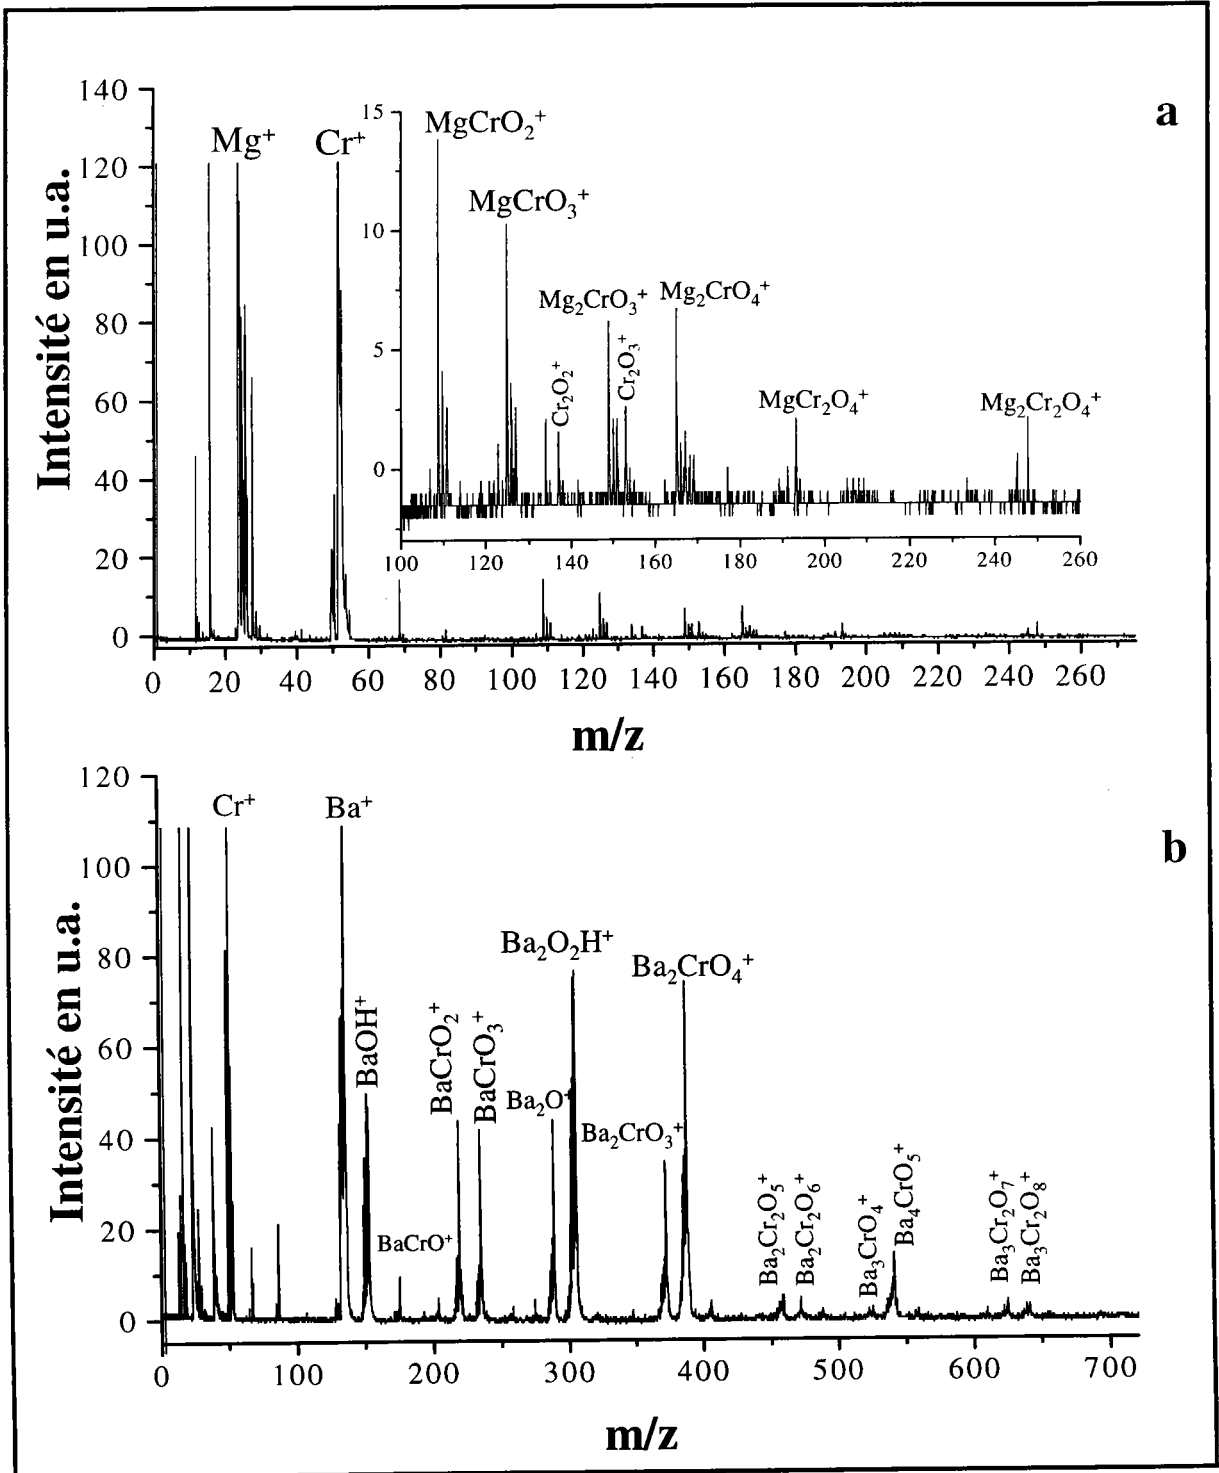 a
140
120
100
80
60
40
20
0
Intensité en u.a.
Mg⁺
Cr⁺
15
10
5
0
MgCrO₂⁺
MgCrO₃⁺
Cr₂O₂⁺
Mg₂CrO₃⁺
Cr₂O₃⁺
Mg₂CrO₄⁺
MgCr₂O₄⁺
Mg₂Cr₂O₄⁺
100 120 140 160 180 200 220 240 260
0 20 40 60 80 100 120 140 160 180 200 220 240 260
m/z
b
120
100
80
60
40
20
0
Intensité en u.a.
Cr⁺
Ba⁺
BaOH⁺
BaCrO⁺
BaCrO₂⁺
BaCrO₃⁺
Ba₂O⁺
Ba₂O₂H⁺
Ba₂CrO₃⁺
Ba₂CrO₄⁺
Ba₂Cr₂O₅⁺
Ba₂Cr₂O₆⁺
Ba₃CrO₄⁺
Ba₄CrO₅⁺
Ba₃Cr₂O₇⁺
Ba₃Cr₂O₈⁺
0 100 200 300 400 500 600 700
m/z